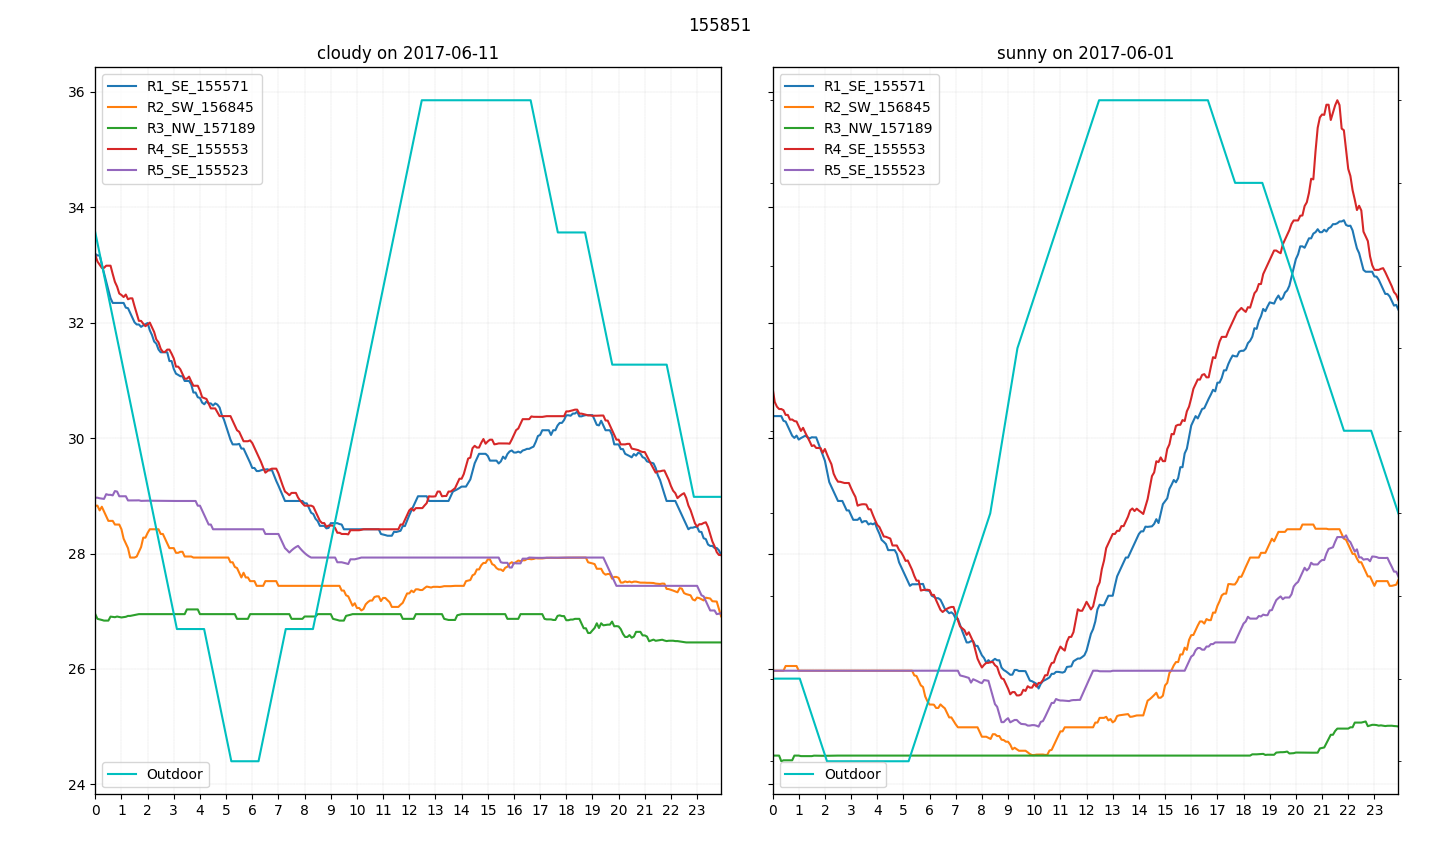 155851
cloudy on 2017-06-11
sunny on 2017-06-01
R1_SE_155571
R2_SW_156845
R3_NW_157189
R4_SE_155553
R5_SE_155523
R1_SE_155571
R2_SW_156845
R3_NW_157189
R4_SE_155553
R5_SE_155523
36
34
32
30
28
26
24
Outdoor
Outdoor
0 1 2 3 4 5 6 7 8 9 10 11 12 13 14 15 16 17 18 19 20 21 22 23
0 1 2 3 4 5 6 7 8 9 10 11 12 13 14 15 16 17 18 19 20 21 22 23